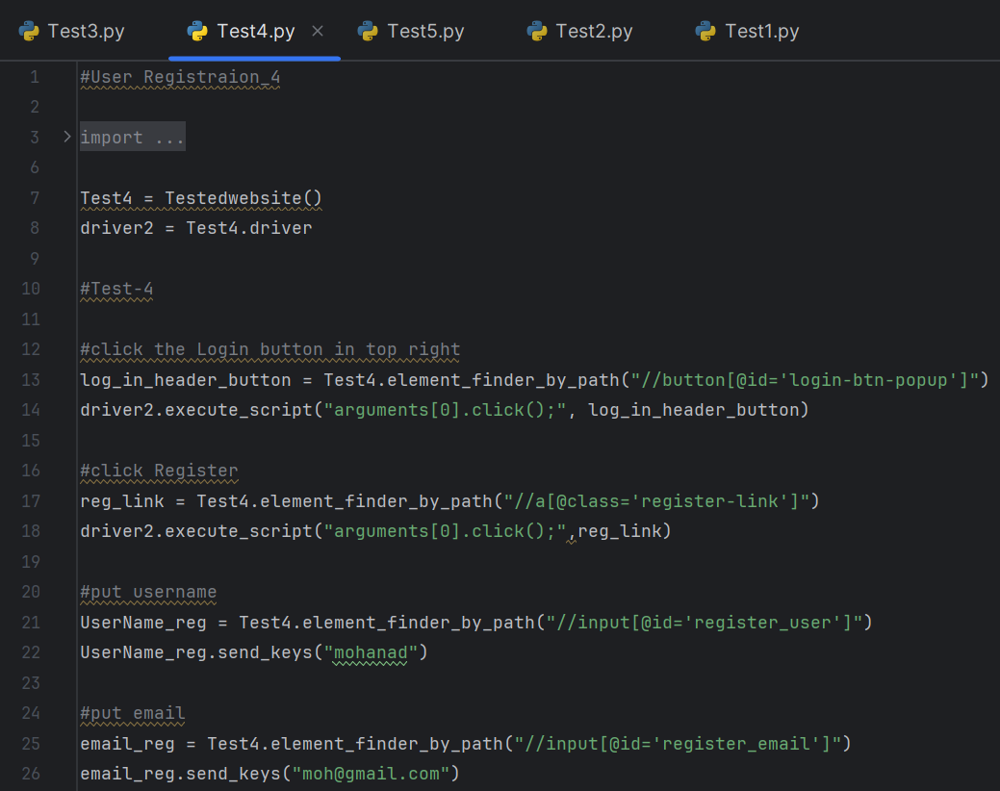 Test3.py Test4.py Test5.py Test2.py Test1.py
1 #User Registraion_4
2
3 import ...
6
7 Test4 = Testedwebsite()
8 driver2 = Test4.driver
9
10 #Test-4
11
12 #click the Login button in top right
13 log_in_header_button = Test4.element_finder_by_path("//button[@id='login-btn-popup']")
14 driver2.execute_script("arguments[0].click();", log_in_header_button)
15
16 #click Register
17 reg_link = Test4.element_finder_by_path("//a[@class='register-link']")
18 driver2.execute_script("arguments[0].click();",reg_link)
19
20 #put username
21 UserName_reg = Test4.element_finder_by_path("//input[@id='register_user']")
22 UserName_reg.send_keys("mohanad")
23
24 #put email
25 email_reg = Test4.element_finder_by_path("//input[@id='register_email']")
26 email_reg.send_keys("moh@gmail.com")